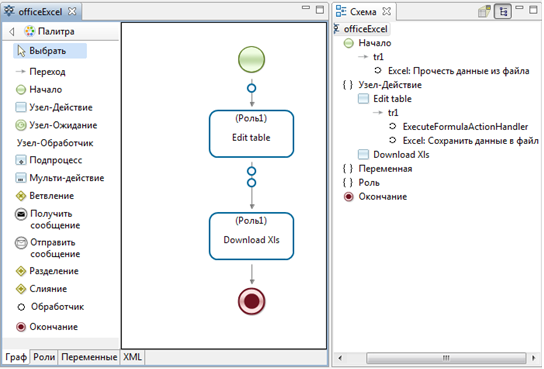 officeExcel
Палитра
Выбрать
Переход
Начало
Узел-Действие
Узел-Ожидание
Узел-Обработчик
Подпроцесс
Мульти-действие
Ветвление
Получить
сообщение
Отправить
сообщение
Разделение
Слияние
Обработчик
Окончание
(Роль1)
Edit table
(Роль1)
Download Xls
Граф Роли Переменные XML
Схема
officeExcel
Начало
tr1
Excel: Прочесть данные из файла
{ } Узел-Действие
Edit table
tr1
ExecuteFormulaActionHandler
Excel: Сохранить данные в файл
Download Xls
{ } Переменная
{ } Роль
Окончание